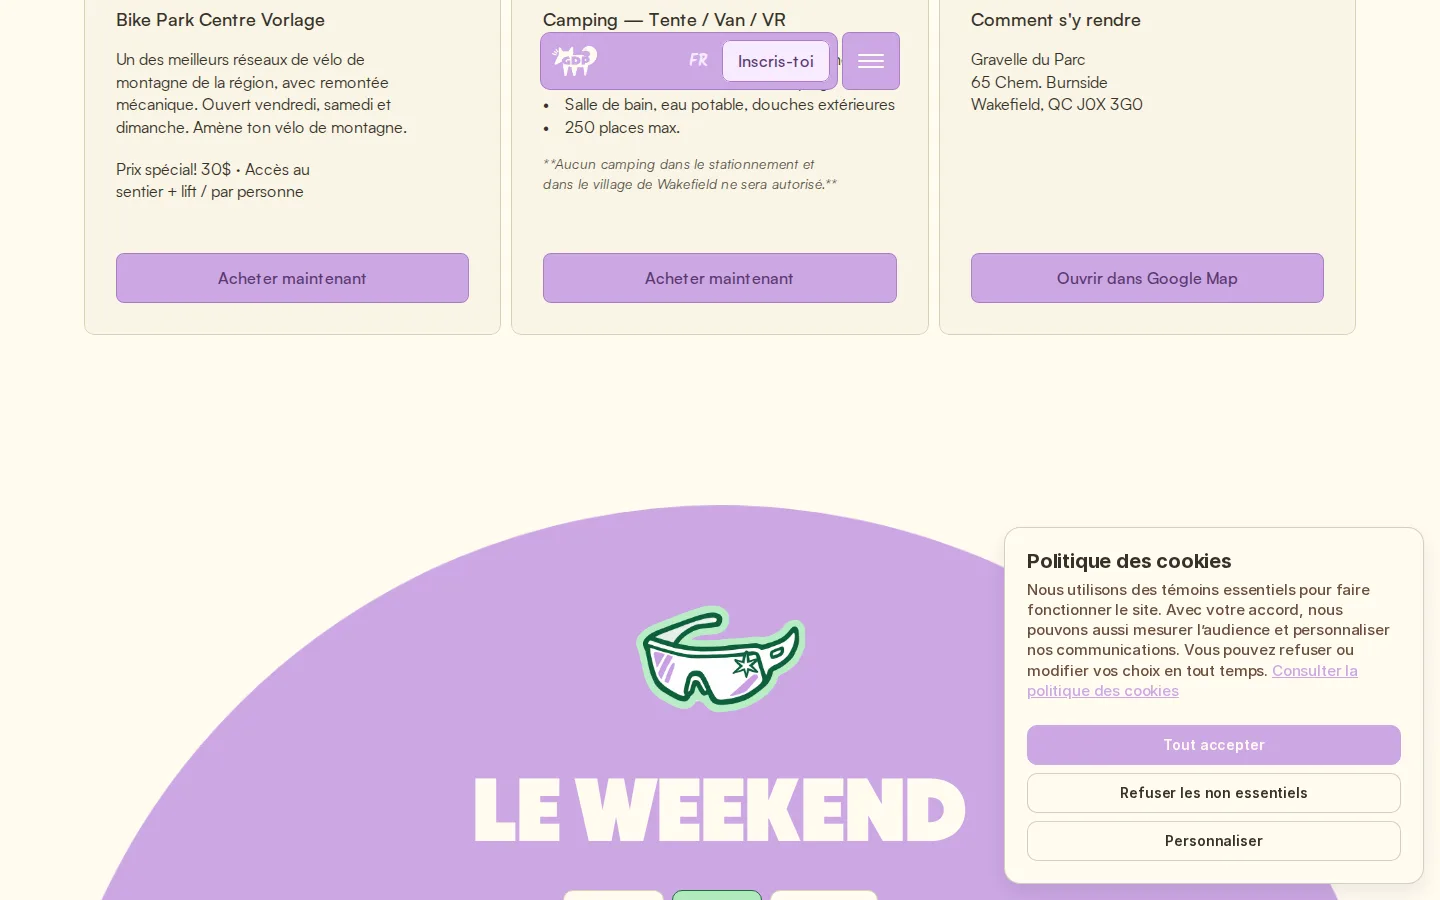 Bike Park Centre Vorlage
Un des meilleurs réseaux de vélo de
montagne de la région, avec remontée
mécanique. Ouvert vendredi, samedi et
dimanche. Amène ton vélo de montagne.
Prix spécial! 30$ • Accès au
sentier + lift / par personne
Acheter maintenant
Camping — Tente / Van / VR
GDP
FR
Inscris-toi
• Salle de bain, eau potable, douches extérieures
• 250 places max.
**Aucun camping dans le stationnement et
dans le village de Wakefield ne sera autorisé.**
Acheter maintenant
Comment s'y rendre
Gravelle du Parc
65 Chem. Burnside
Wakefield, QC J0X 3G0
Ouvrir dans Google Map
LE WEEKEND
Politique des cookies
Nous utilisons des témoins essentiels pour faire
fonctionner le site. Avec votre accord, nous
pouvons aussi mesurer l’audience et personnaliser
nos communications. Vous pouvez refuser ou
modifier vos choix en tout temps. Consulter la
politique des cookies
Tout accepter
Refuser les non essentiels
Personnaliser